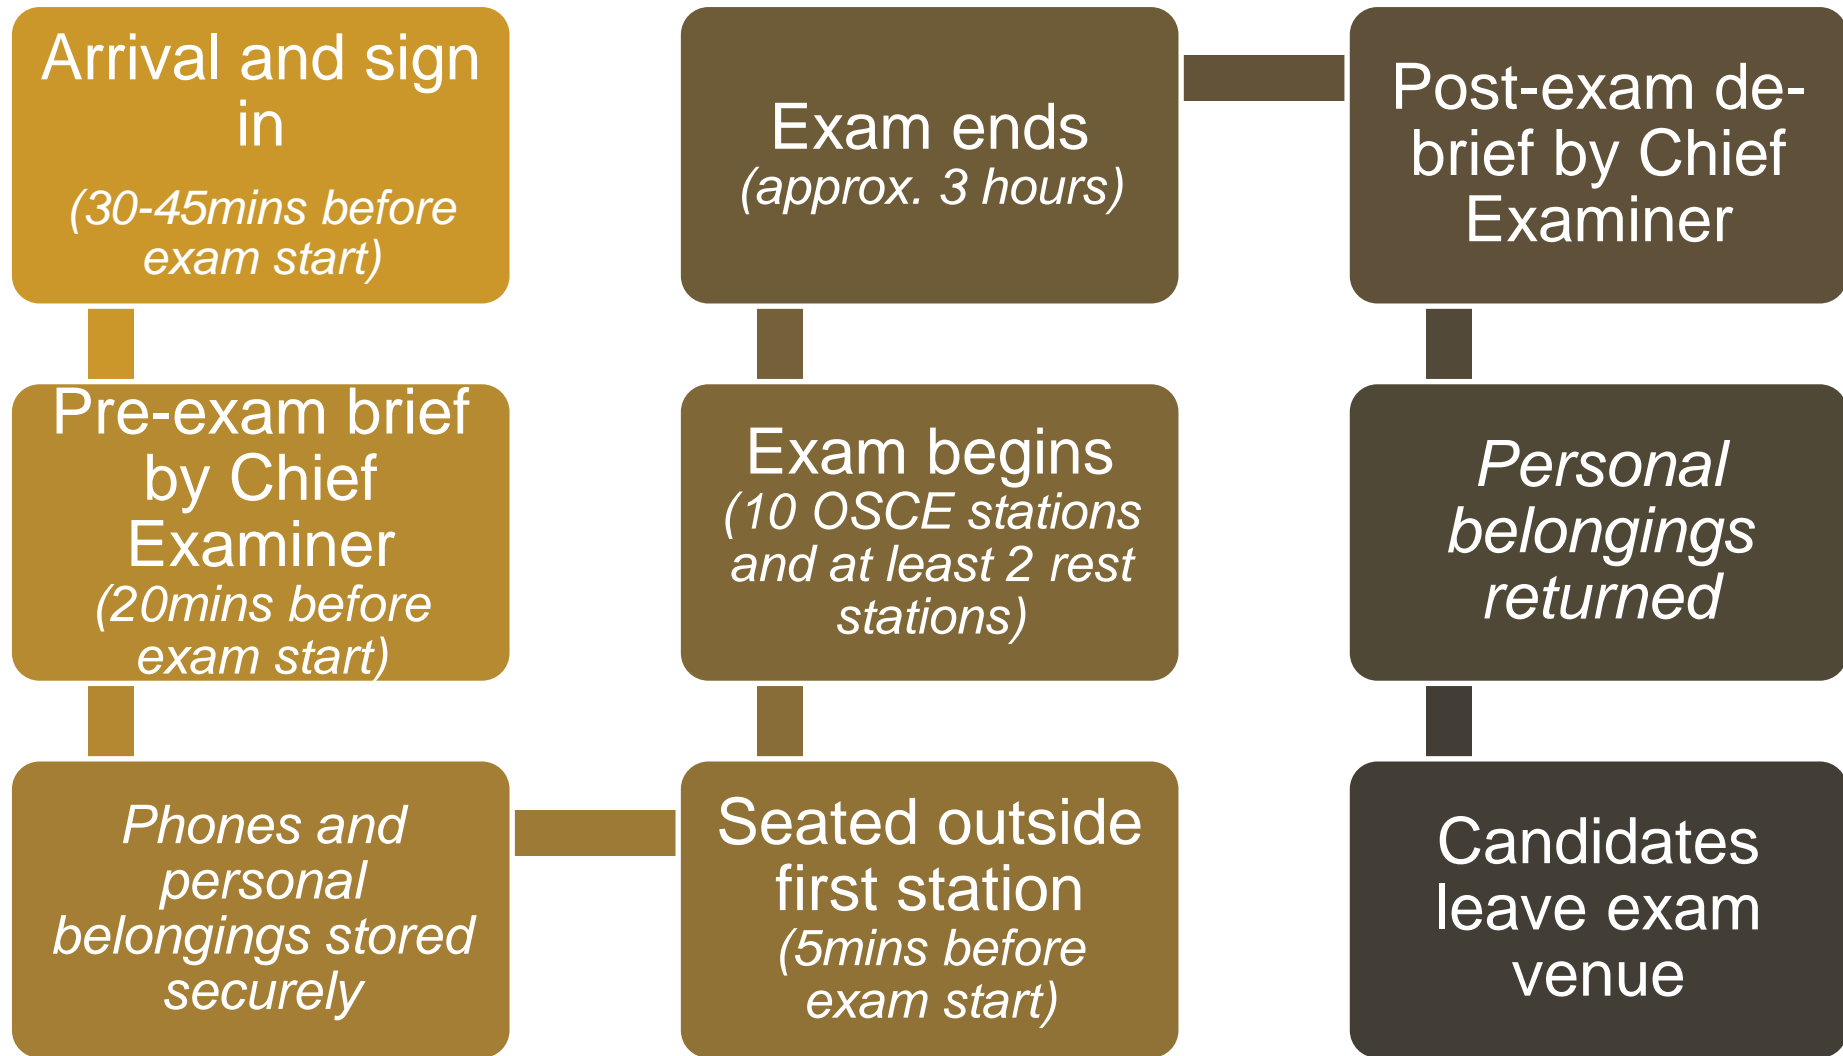 Arrival and sign
in
(30-45mins before
exam start)
Pre-exam brief
by Chief
Examiner
(20mins before
exam start)
Phones and
personal
belongings stored
securely
Seated outside
first station
(5mins before
exam start)
Exam begins
(10 OSCE stations
and at least 2 rest
stations)
Exam ends
(approx. 3 hours)
Post-exam de-
brief by Chief
Examiner
Personal
belongings
returned
Candidates
leave exam
venue